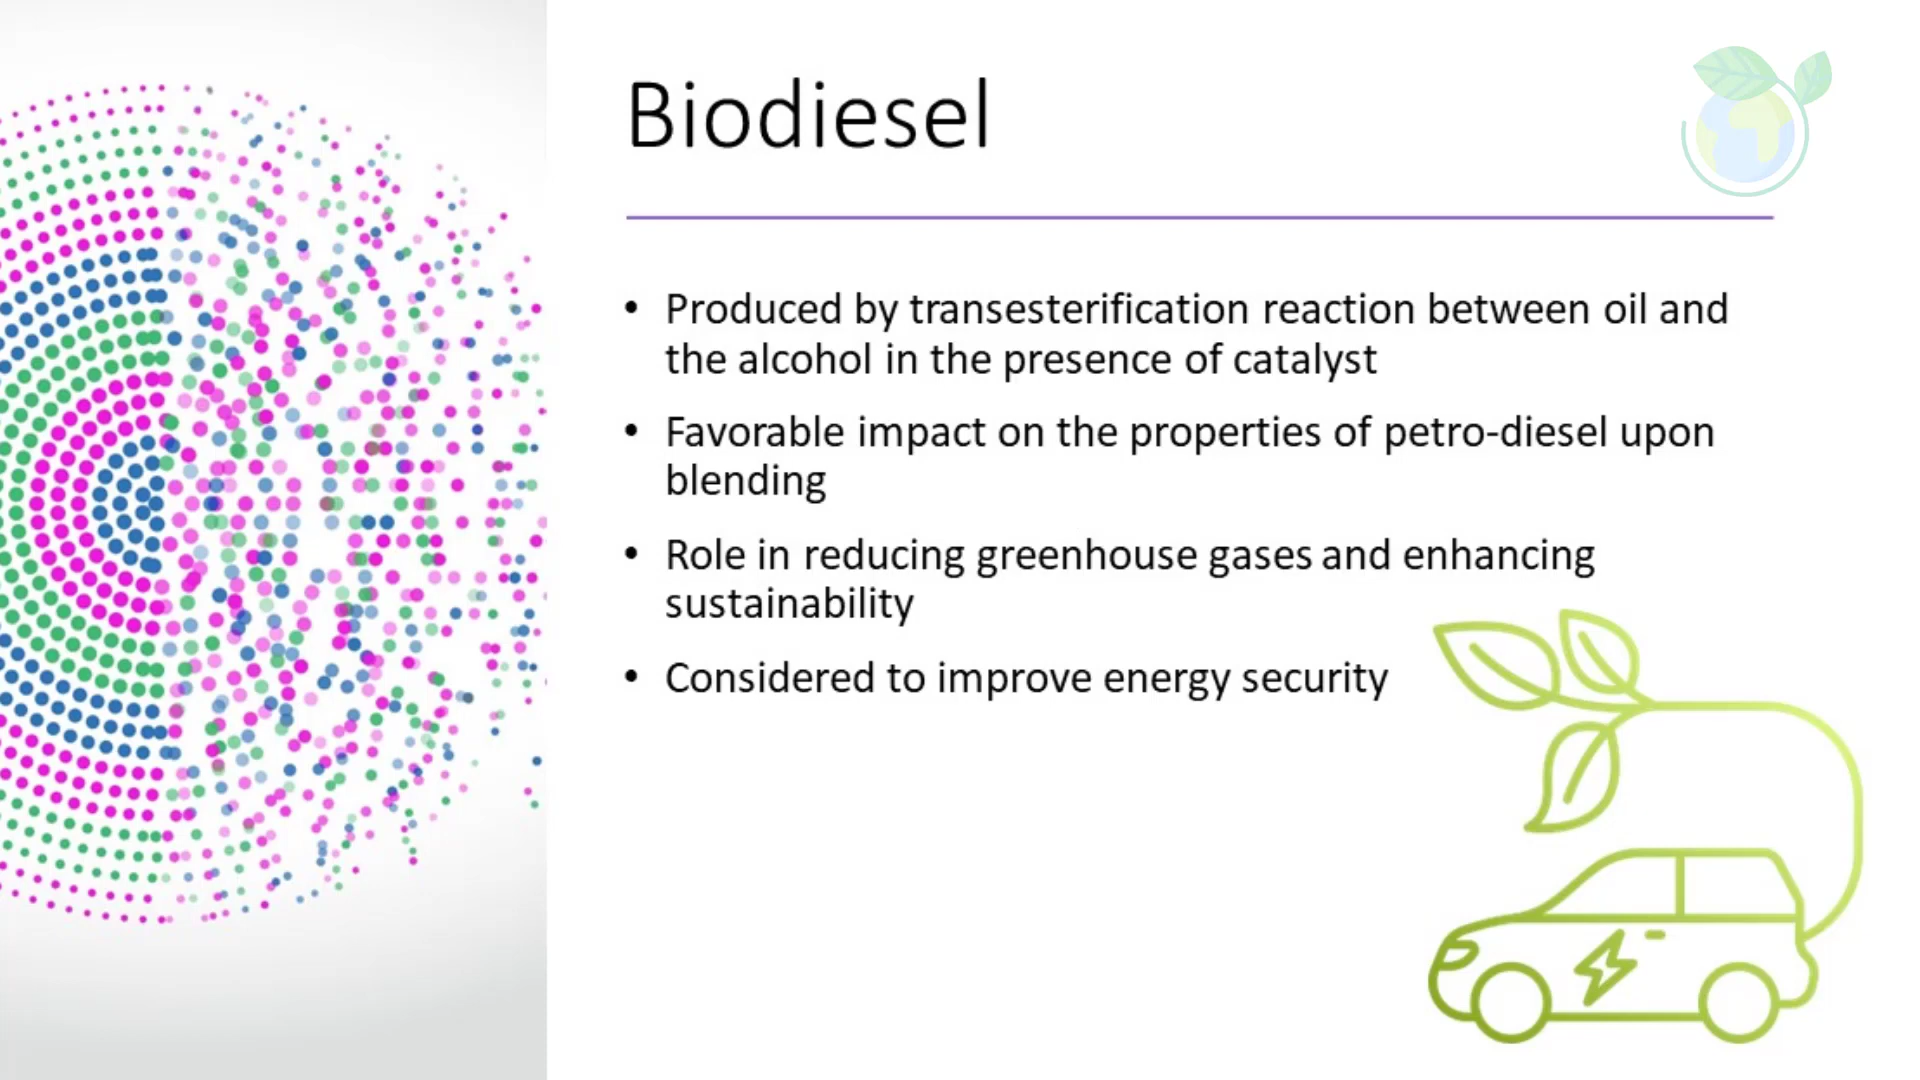 Biodiesel
• Produced by transesterification reaction between oil and
the alcohol in the presence of catalyst
• Favorable impact on the properties of petro-diesel upon
blending
• Role in reducing greenhouse gases and enhancing
sustainability
• Considered to improve energy security